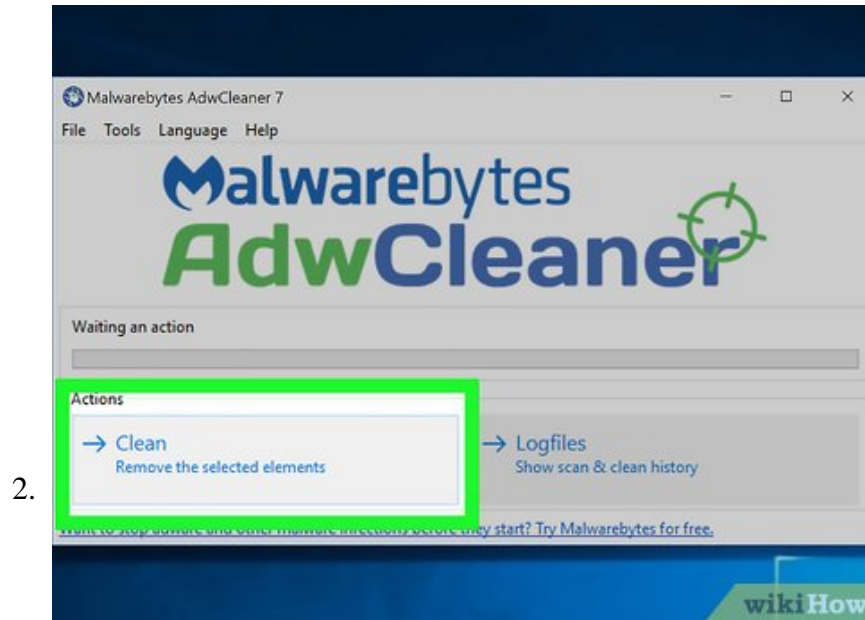 Malwarebytes AdwCleaner 7
File Tools Language Help
Malwarebytes
AdwCleaner
Waiting an action
Actions
→ Clean
Remove the selected elements
→ Logfiles
Show scan & clean history
2.
Want to stop adware and other malware infections before they start? Try Malwarebytes for free.
wikiHow